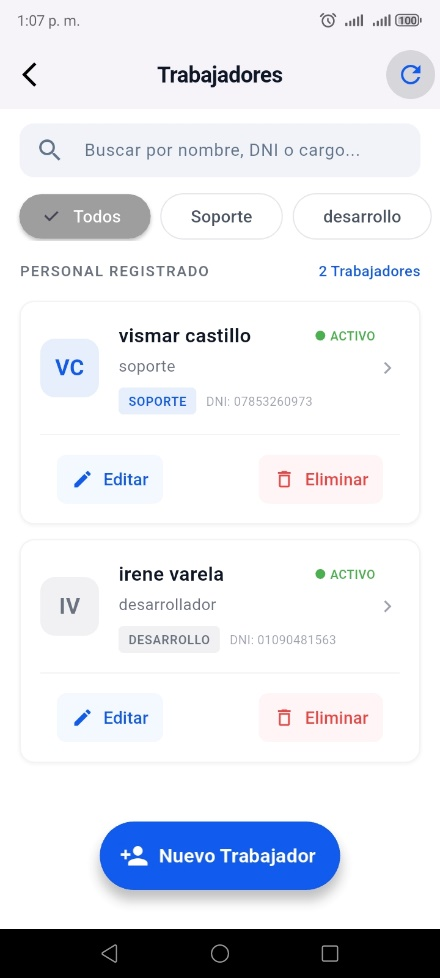 1:07 p. m.
100
Trabajadores
Buscar por nombre, DNI o cargo...
Todos
Soporte
desarrollo
PERSONAL REGISTRADO
2 Trabajadores
VC
vismar castillo
ACTIVO
soporte
SOPORTE
DNI: 07853260973
Editar
Eliminar
IV
irene varela
ACTIVO
desarrollador
DESARROLLO
DNI: 01090481563
Editar
Eliminar
Nuevo Trabajador